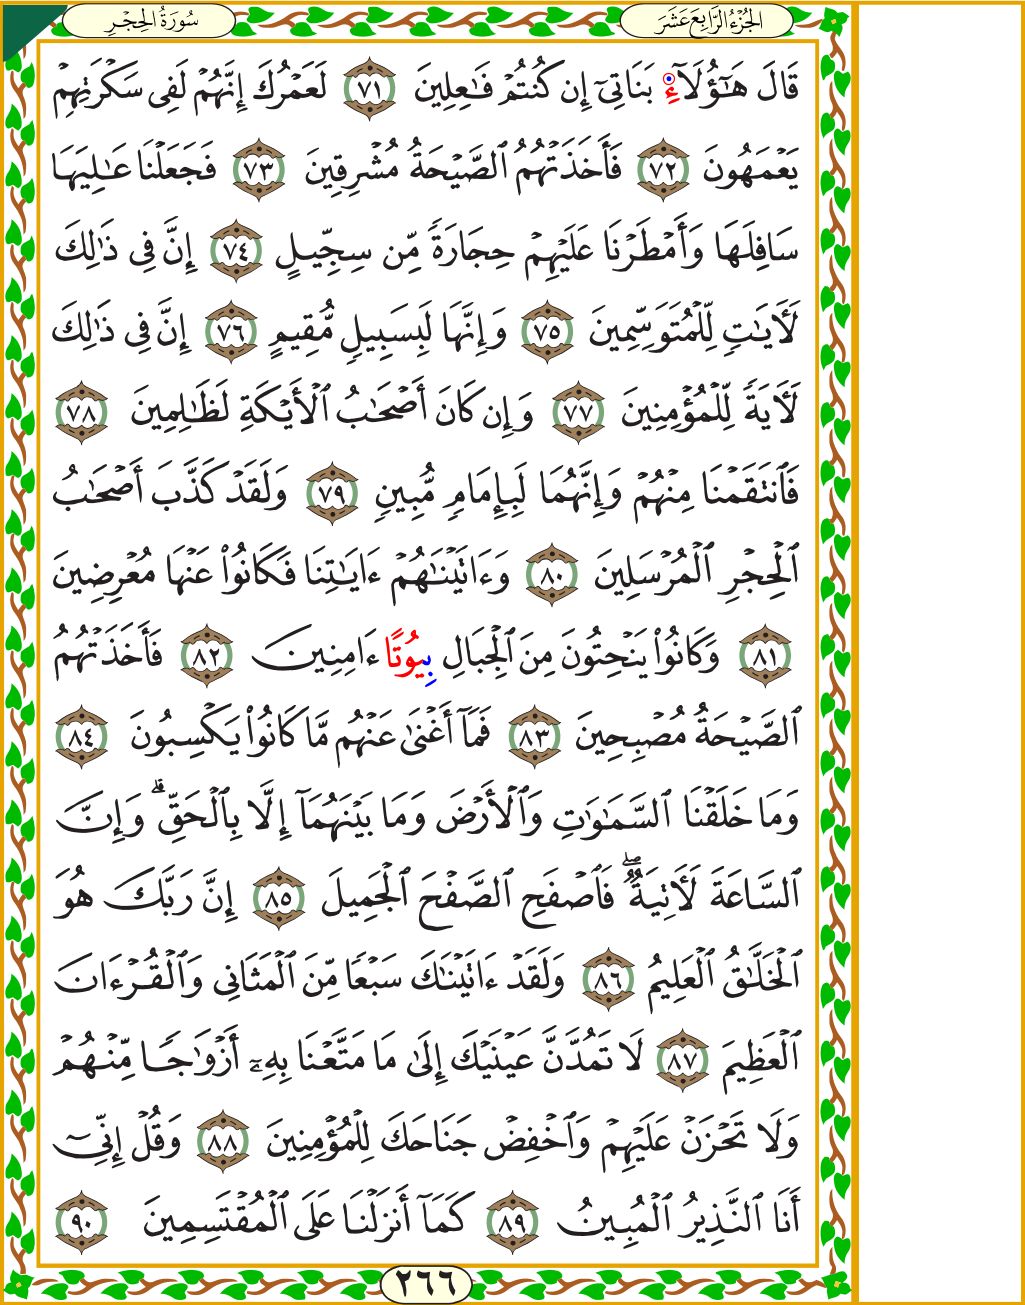 الجُزْءُ الرَّابِعَ عَشَرَ
سُورَةُ الحِجْرِ
قَالَ هَٰٓؤُلَآءِ بَنَاتِيٓ إِن كُنتُمْ فَٰعِلِينَ ٧١ لَعَمْرُكَ إِنَّهُمْ لَفِي سَكْرَتِهِمْ
يَعْمَهُونَ ٧٢ فَأَخَذَتْهُمُ ٱلصَّيْحَةُ مُشْرِقِينَ ٧٣ فَجَعَلْنَا عَٰلِيَهَا
سَافِلَهَا وَأَمْطَرْنَا عَلَيْهِمْ حِجَارَةً مِّن سِجِّيلٍ ٧٤ إِنَّ فِي ذَٰلِكَ
لَأٓيَٰتٍ لِّلْمُتَوَسِّمِينَ ٧٥ وَإِنَّهَا لَبِسَبِيلٍ مُّقِيمٍ ٧٦ إِنَّ فِي ذَٰلِكَ
لَأٓيَةً لِّلْمُؤْمِنِينَ ٧٧ وَإِن كَانَ أَصْحَٰبُ ٱلْأَيْكَةِ لَظَٰلِمِينَ ٧٨
فَٱنتَقَمْنَا مِنْهُمْ وَإِنَّهُمَا لَبِإِمَامٍ مُّبِينٍ ٧٩ وَلَقَدْ كَذَّبَ أَصْحَٰبُ
ٱلْحِجْرِ ٱلْمُرْسَلِينَ ٨٠ وَءَاتَيْنَٰهُمْ ءَايَٰتِنَا فَكَانُوا۟ عَنْهَا مُعْرِضِينَ
٨١ وَكَانُوا۟ يَنْحِتُونَ مِنَ ٱلْجِبَالِ بِيُوتًا ءَامِنِينَ ٨٢ فَأَخَذَتْهُمُ
ٱلصَّيْحَةُ مُصْبِحِينَ ٨٣ فَمَآ أَغْنَىٰ عَنْهُم مَّا كَانُوا۟ يَكْسِبُونَ ٨٤
وَمَا خَلَقْنَا ٱلسَّمَٰوَٰتِ وَٱلْأَرْضَ وَمَا بَيْنَهُمَآ إِلَّا بِٱلْحَقِّ ۗ وَإِنَّ
ٱلسَّاعَةَ لَأٓتِيَةٌ ۖ فَٱصْفَحِ ٱلصَّفْحَ ٱلْجَمِيلَ ٨٥ إِنَّ رَبَّكَ هُوَ
ٱلْخَلَّٰقُ ٱلْعَلِيمُ ٨٦ وَلَقَدْ ءَاتَيْنَٰكَ سَبْعًا مِّنَ ٱلْمَثَانِي وَٱلْقُرْءَانَ
ٱلْعَظِيمَ ٨٧ لَا تَمُدَّنَّ عَيْنَيْكَ إِلَىٰ مَا مَتَّعْنَا بِهِۦٓ أَزْوَٰجًا مِّنْهُمْ
وَلَا تَحْزَنْ عَلَيْهِمْ وَٱخْفِضْ جَنَاحَكَ لِلْمُؤْمِنِينَ ٨٨ وَقُلْ إِنِّيٓ
أَنَا ٱلنَّذِيرُ ٱلْمُبِينُ ٨٩ كَمَآ أَنزَلْنَا عَلَى ٱلْمُقْتَسِمِينَ ٩٠
٢٦٦